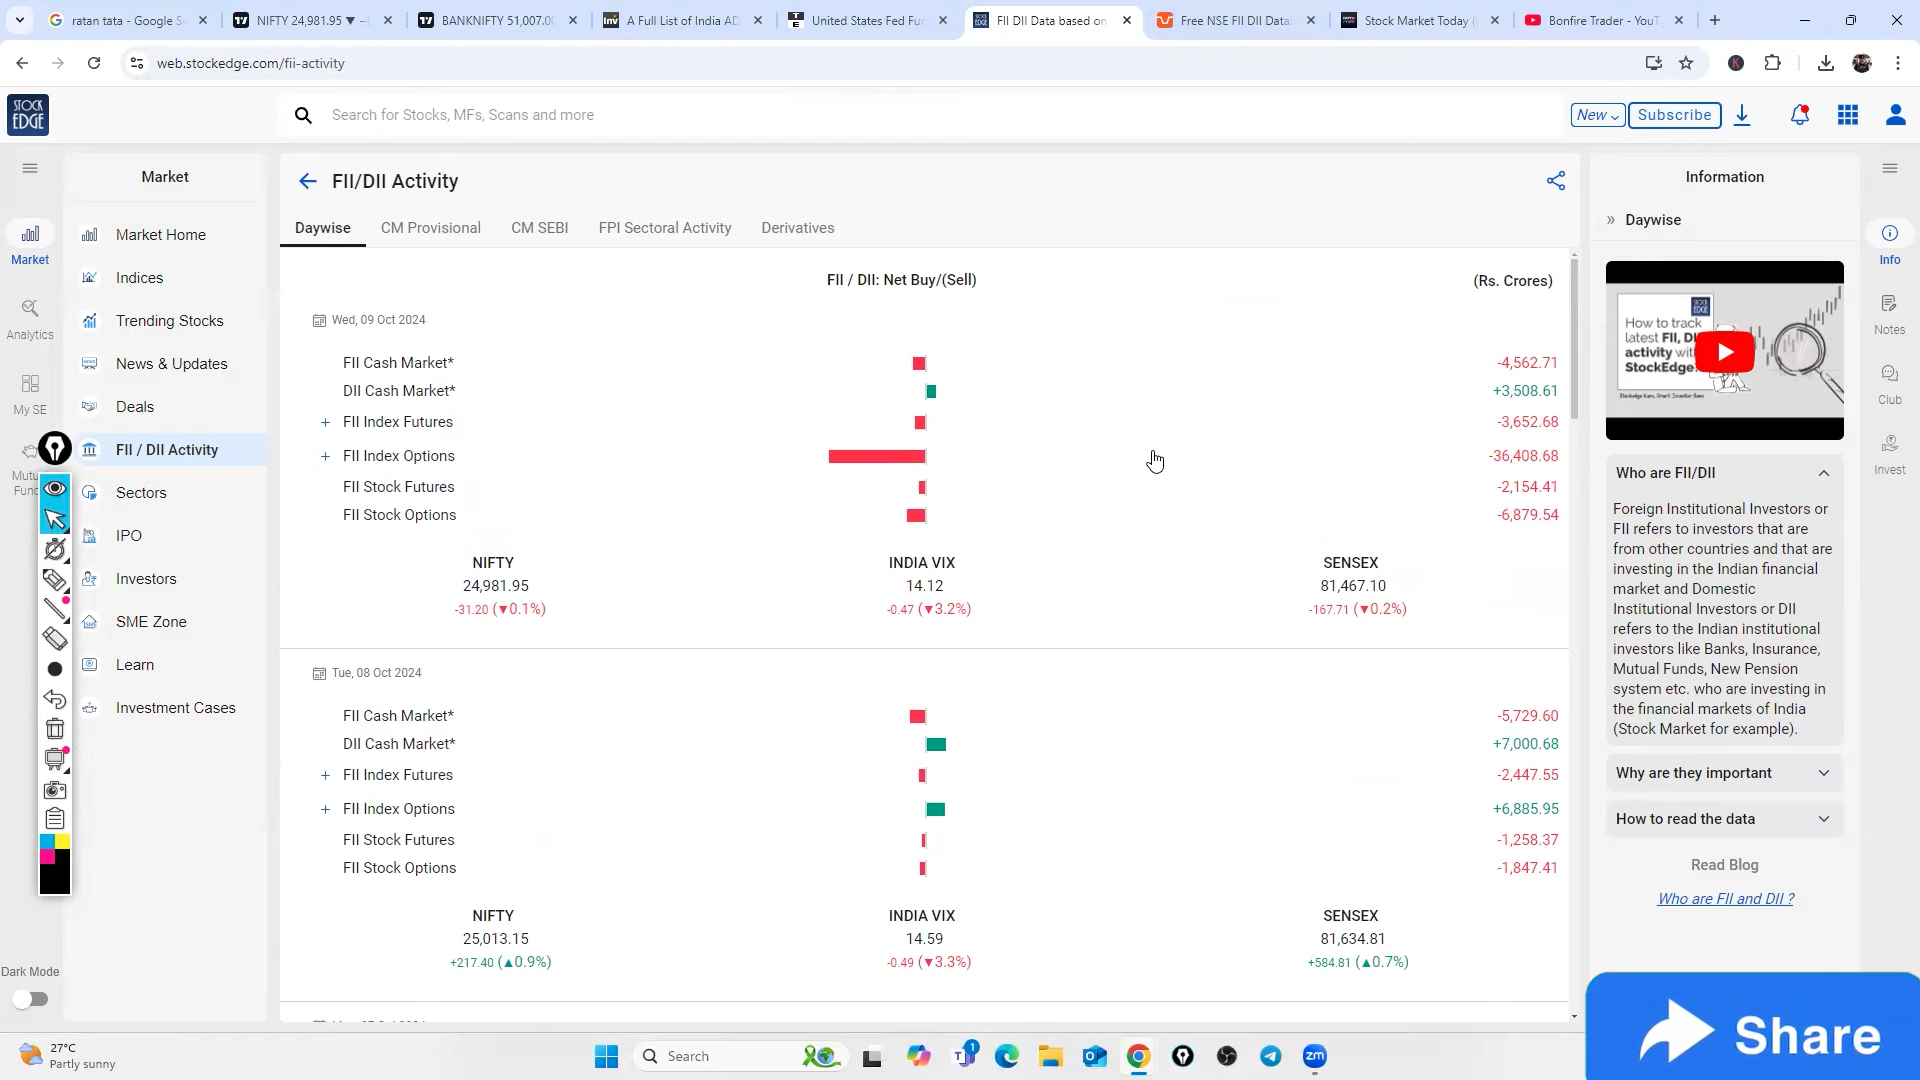 ratan tata - Google S
NIFTY 24,981.95 ▼
BANKNIFTY 51,007.00
A Full List of India AD
United States Fed Fu
FII DII Data based on
Free NSE FII DII Data
Stock Market Today
Bonfire Trader - YouT
web.stockedge.com/fii-activity
STOCK
EDGE
Search for Stocks, MFs, Scans and more
New
Subscribe
Market
Analytics
My SE
Market
Market Home
Indices
Trending Stocks
News & Updates
Deals
FII / DII Activity
Sectors
IPO
Investors
SME Zone
Learn
Investment Cases
Dark Mode
FII/DII Activity
Daywise CM Provisional CM SEBI FPI Sectoral Activity Derivatives
FII / DII: Net Buy/(Sell) (Rs. Crores)
Wed, 09 Oct 2024
FII Cash Market* -4,562.71
DII Cash Market* +3,508.61
+ FII Index Futures -3,652.68
+ FII Index Options -36,408.68
FII Stock Futures -2,154.41
FII Stock Options -6,879.54
NIFTY INDIA VIX SENSEX
24,981.95 14.12 81,467.10
-31.20 (▼0.1%) -0.47 (▼3.2%) -167.71 (▼0.2%)
Tue, 08 Oct 2024
FII Cash Market* -5,729.60
DII Cash Market* +7,000.68
+ FII Index Futures -2,447.55
+ FII Index Options +6,885.95
FII Stock Futures -1,258.37
FII Stock Options -1,847.41
NIFTY INDIA VIX SENSEX
25,013.15 14.59 81,634.81
+217.40 (▲0.9%) -0.49 (▼3.3%) +584.81 (▲0.7%)
Information
» Daywise
STOCK
EDGE
How to track
latest FII, DI
activity wit
StockEdge
Who are FII/DII
Foreign Institutional Investors or
FII refers to investors that are
from other countries and that are
investing in the Indian financial
market and Domestic
Institutional Investors or DII
refers to the Indian institutional
investors like Banks, Insurance,
Mutual Funds, New Pension
system etc. who are investing in
the financial markets of India
(Stock Market for example).
Why are they important
How to read the data
Read Blog
Who are FII and DII ?
Info
Notes
Club
Invest
Share
27°C
Partly sunny
Search
1
zm